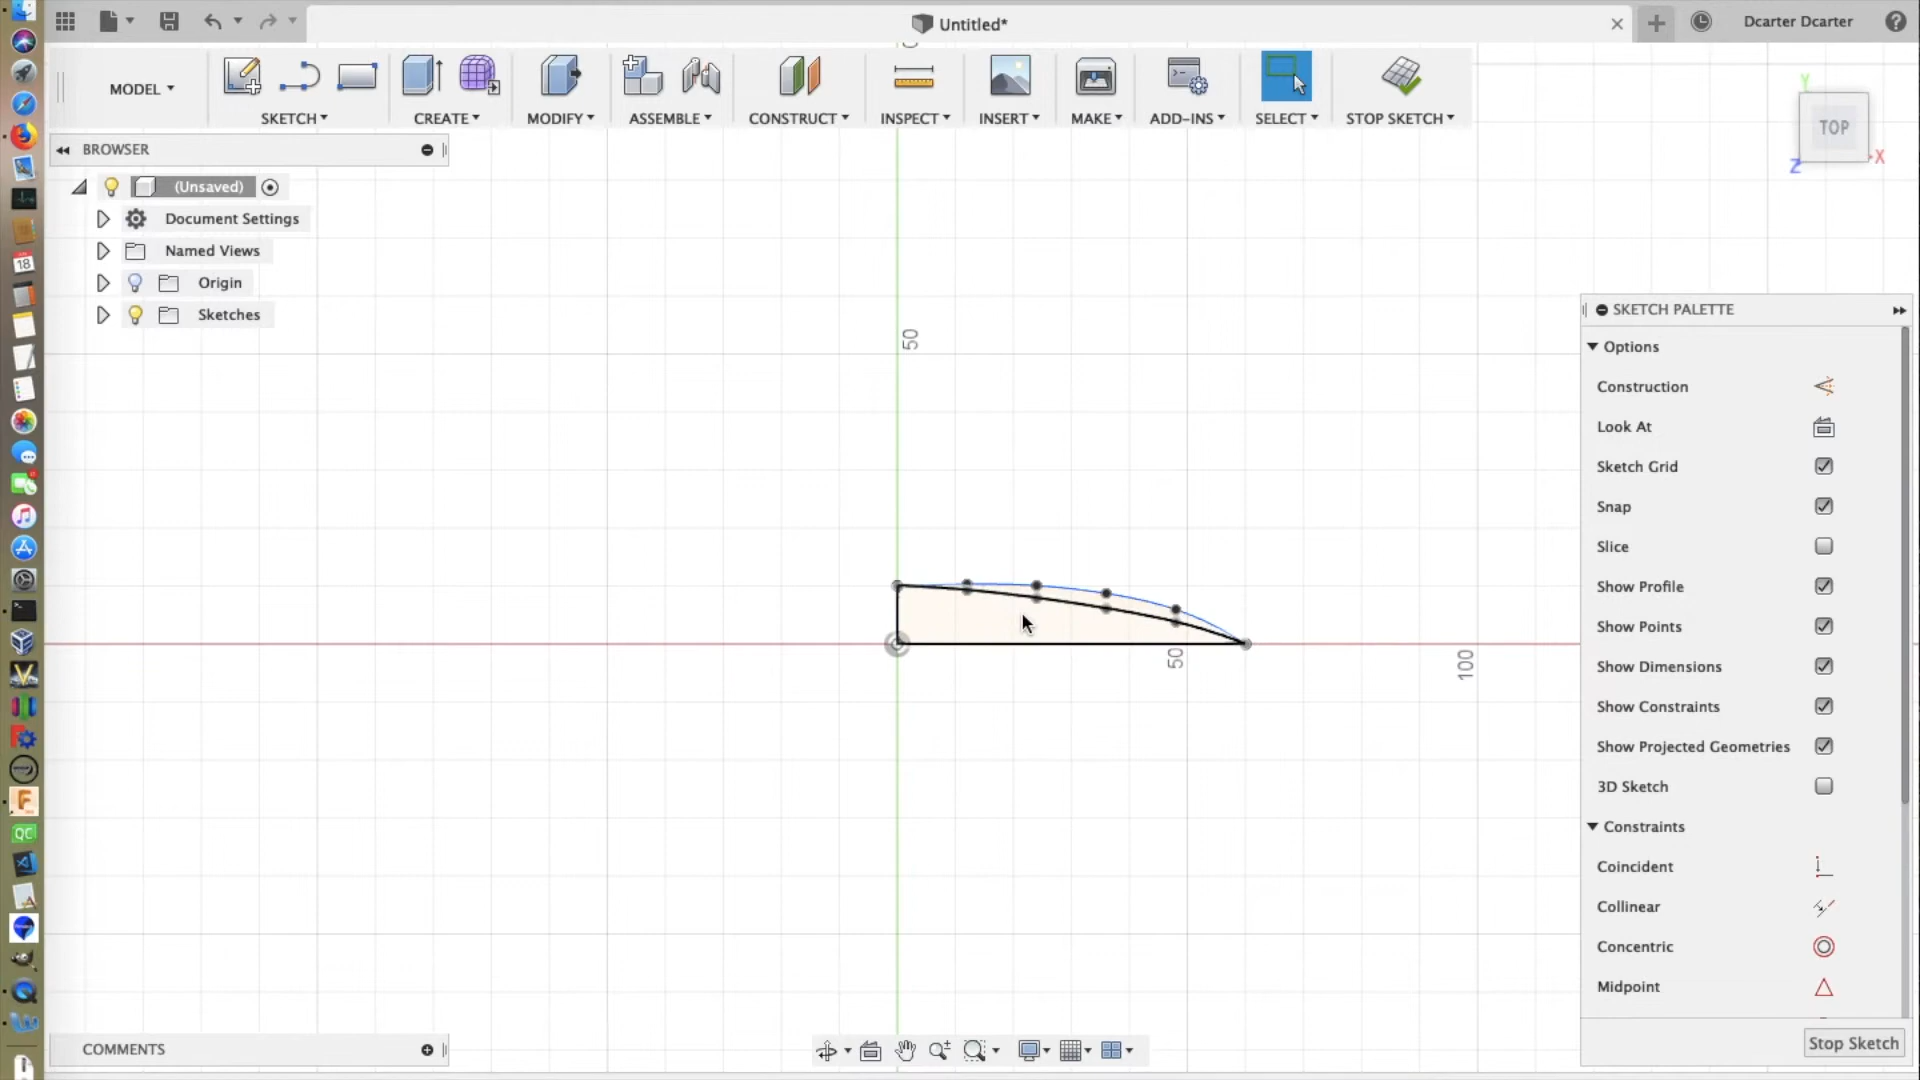 Untitled*
Dcarter Dcarter
MODEL
SKETCH
CREATE
MODIFY
ASSEMBLE
CONSTRUCT
INSPECT
INSERT
MAKE
ADD-INS
SELECT
STOP SKETCH
BROWSER
(Unsaved)
Document Settings
Named Views
Origin
Sketches
Y
TOP
X
Z
50
50
100
SKETCH PALETTE
Options
Construction
Look At
Sketch Grid
Snap
Slice
Show Profile
Show Points
Show Dimensions
Show Constraints
Show Projected Geometries
3D Sketch
Constraints
Coincident
Collinear
Concentric
Midpoint
Stop Sketch
COMMENTS
18
QC